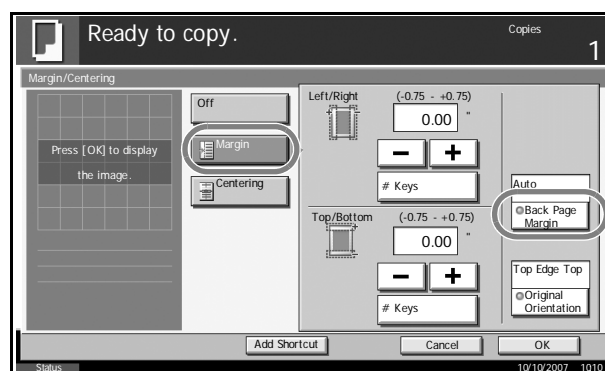 Ready to copy.
Copies
1
Margin/Centering
Press [OK] to display
the image.
Off
Margin
Centering
Left/Right
(-0.75 - +0.75)
0.00 "
− +
# Keys
Top/Bottom
(-0.75 - +0.75)
0.00 "
− +
# Keys
Auto
Back Page
Margin
Top Edge Top
Original
Orientation
Add Shortcut
Cancel
OK
Status
10/10/2007 1010